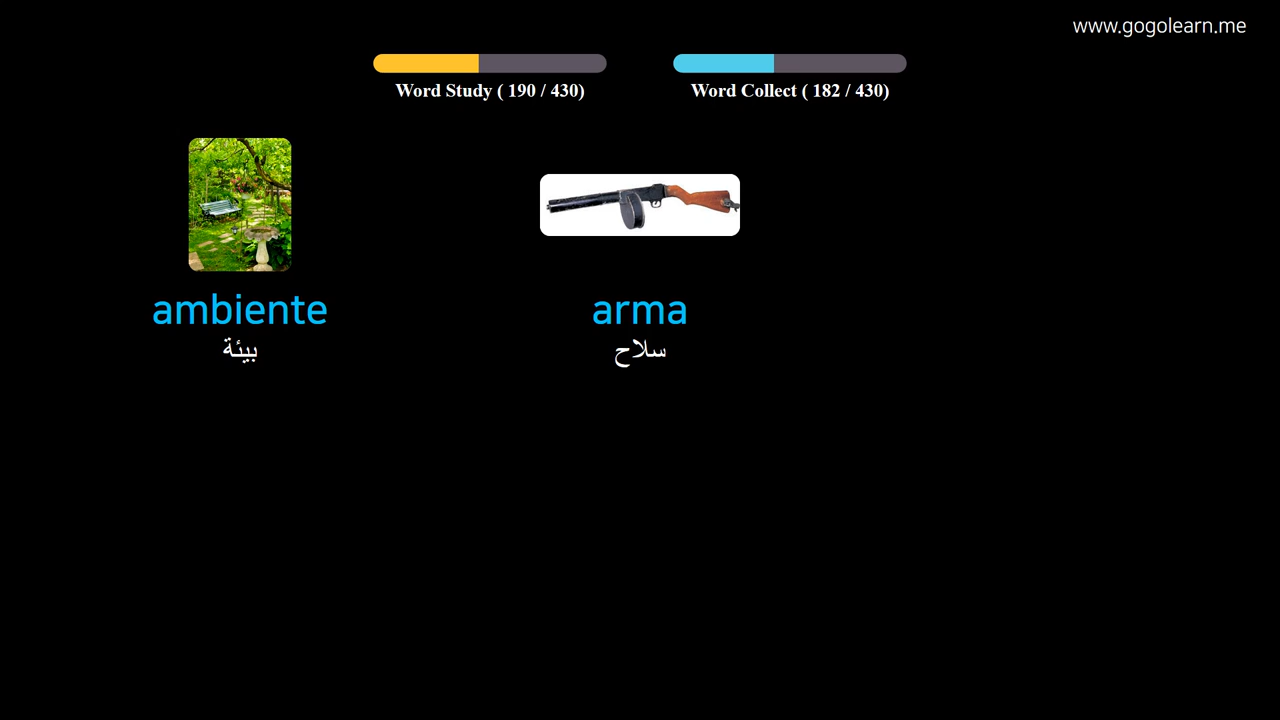 www.gogolearn.me
Word Study ( 190 / 430)
Word Collect ( 182 / 430)
ambiente
بيئة
arma
سلاح